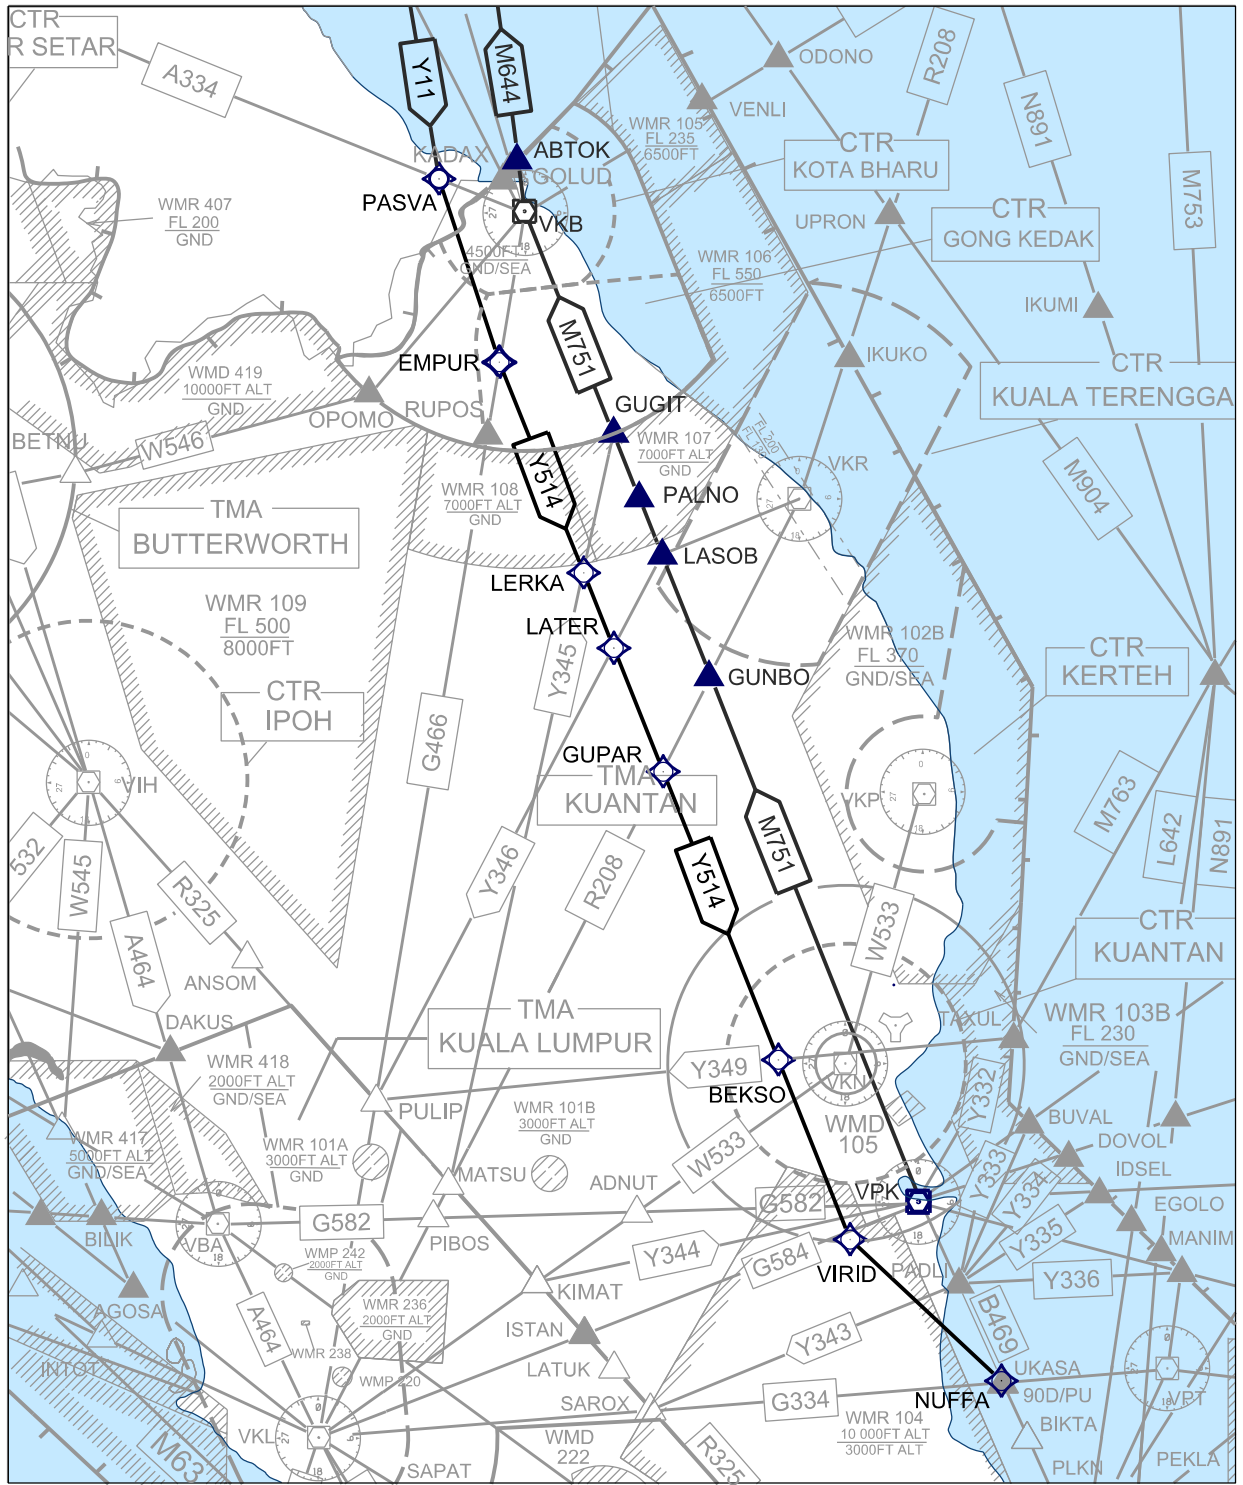 CTR
R SETAR
A334
Y11
M644
ODONO
R208
VENLI
N891
M753
WMR 105
FL 235
6500FT
CTR
KOTA BHARU
KADAX
ABTOK
GOLUD
PASVA
VKB
WMR 407
FL 200
GND
UPRON
CTR
GONG KEDAK
4500FT
GND/SEA
WMR 106
FL 550
6500FT
IKUMI
M751
EMPUR
IKUKO
CTR
KUALA TERENGGA
WMD 419
10000FT ALT
GND
OPOMO
RUPOS
GUGIT
BETNU
W546
WMR 107
7000FT ALT
GND
FL 200
VKR
Y514
WMR 108
7000FT ALT
GND
PALNO
M904
TMA
BUTTERWORTH
LASOB
LERKA
WMR 109
FL 500
8000FT
LATER
WMR 102B
FL 370
GND/SEA
CTR
KERTEH
Y345
GUNBO
CTR
IPOH
G466
GUPAR
TMA
KUANTAN
VIH
VKP
M763
532
W545
R325
Y346
R208
Y514
M751
L642
N891
W533
CTR
KUANTAN
A464
ANSOM
DAKUS
TMA
KUALA LUMPUR
TAXUL
WMR 103B
FL 230
GND/SEA
WMR 418
2000FT ALT
GND/SEA
Y349
BEKSO
VKN
Y332
PULIP
WMR 101B
3000FT ALT
GND
WMD
105
BUVAL
DOVOL
WMR 417
5000FT ALT
GND/SEA
WMR 101A
3000FT ALT
GND
MATSU
W533
ADNUT
VPK
Y333
Y334
IDSEL
EGOLO
G582
G582
BILIK
VBA
PIBOS
Y335
MANIM
WMP 242
2000FT ALT
GND
Y344
G584
VIRID
PADLI
Y336
AGOSA
KIMAT
A464
WMR 236
2000FT ALT
GND
ISTAN
Y343
B469
WMR 238
INTOT
WMP 220
LATUK
UKASA
90D/PU
NUFFA
VPT
SAROX
G334
BIKTA
WMR 104
10 000FT ALT
3000FT ALT
VKL
WMD
222
R325
M63
SAPAT
PLKN
PEKLA